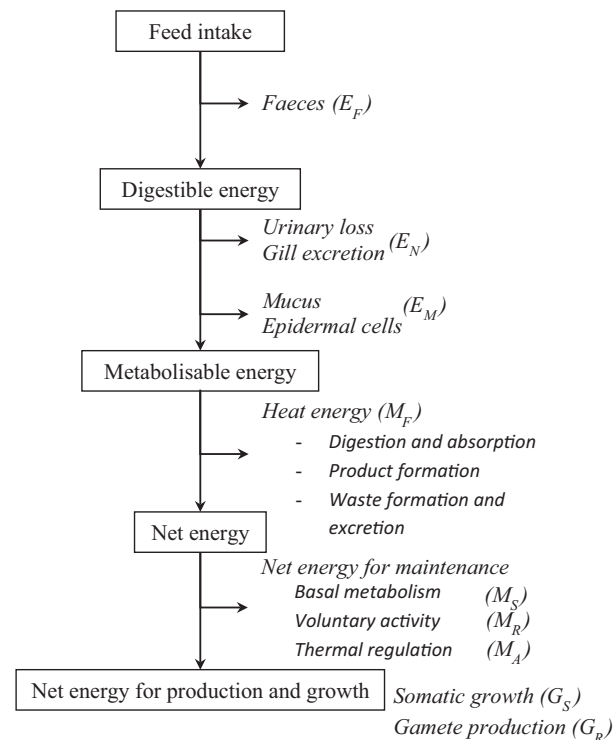 Feed intake
Faeces (E_F)
Digestible energy
Urinary loss
Gill excretion (E_N)
Mucus
Epidermal cells (E_M)
Metabolisable energy
Heat energy (M_F)
- Digestion and absorption
- Product formation
- Waste formation and
excretion
Net energy
Net energy for maintenance
Basal metabolism (M_S)
Voluntary activity (M_R)
Thermal regulation (M_A)
Net energy for production and growth
Somatic growth (G_S)
Gamete production (G_R)